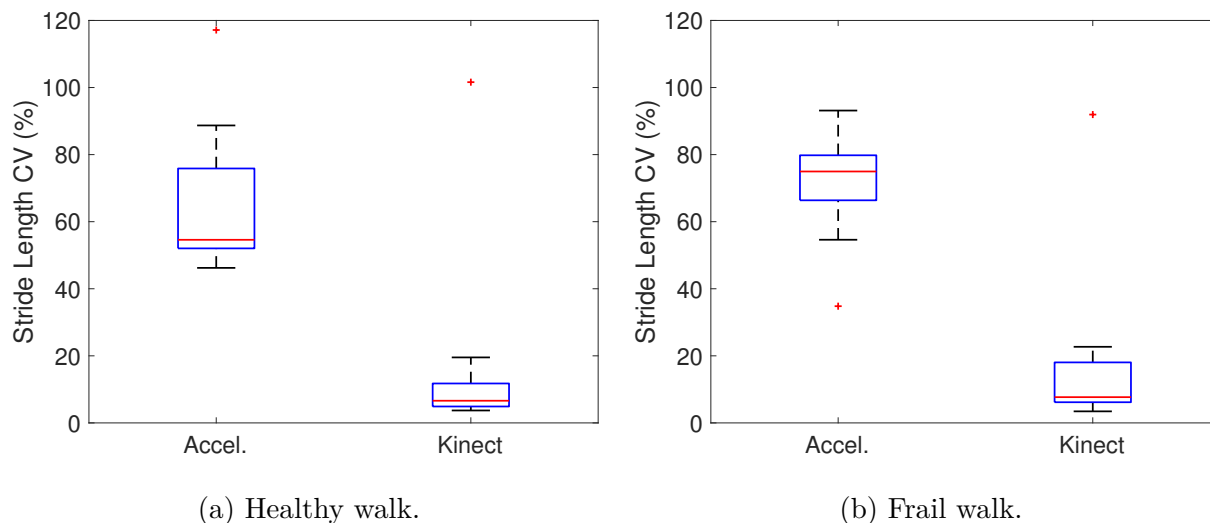 120
100
80
60
40
20
0
Stride Length CV (%)
Accel.
Kinect
(a) Healthy walk.
120
100
80
60
40
20
0
Stride Length CV (%)
Accel.
Kinect
(b) Frail walk.